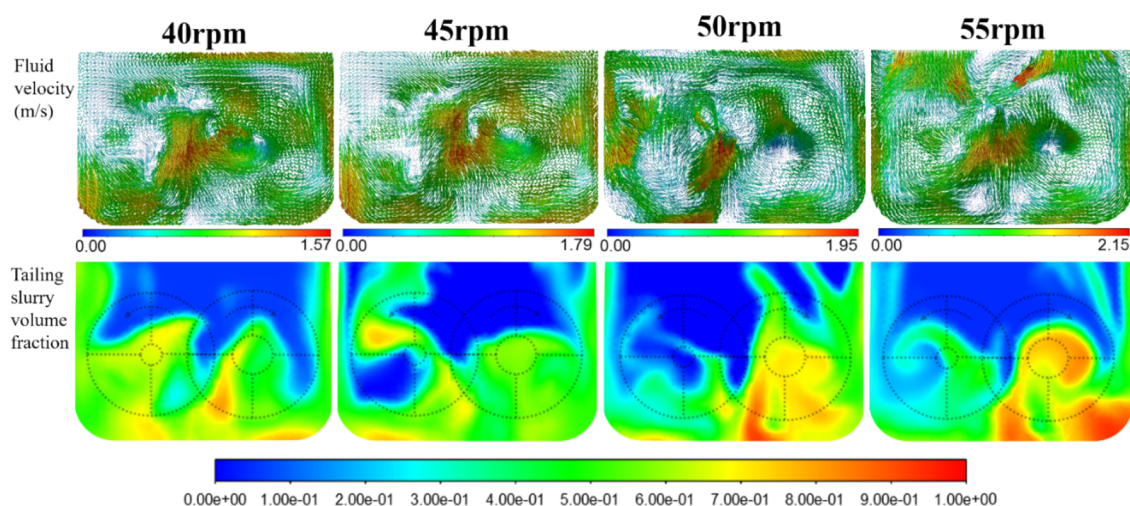 40rpm 45rpm 50rpm 55rpm
Fluid
velocity
(m/s)
0.00 1.57 0.00 1.79 0.00 1.95 0.00 2.15
Tailing
slurry
volume
fraction
0.00e+00 1.00e-01 2.00e-01 3.00e-01 4.00e-01 5.00e-01 6.00e-01 7.00e-01 8.00e-01 9.00e-01 1.00e+00